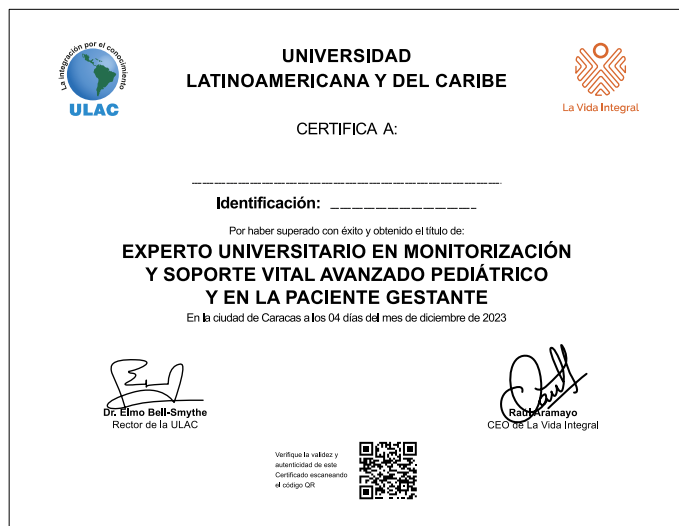 La integración por el conocimiento
ULAC
UNIVERSIDAD
LATINOAMERICANA Y DEL CARIBE
La Vida Integral
CERTIFICA A:
Identificación:
Por haber superado con éxito y obtenido el título de:
EXPERTO UNIVERSITARIO EN MONITORIZACIÓN
Y SOPORTE VITAL AVANZADO PEDIÁTRICO
Y EN LA PACIENTE GESTANTE
En la ciudad de Caracas a los 04 días del mes de diciembre de 2023
Dr. Elmo Bell-Smythe
Rector de la ULAC
Raúl Aramayo
CEO de La Vida Integral
Verifique la validez y
autenticidad de este
Certificado escaneando
el código QR